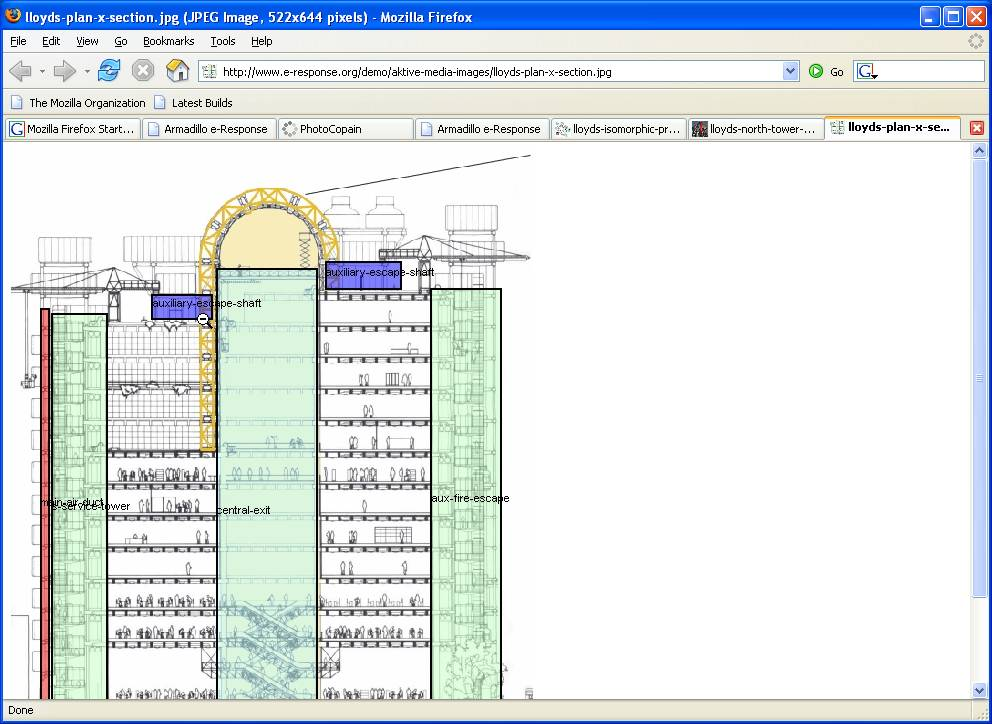 lloyds-plan-x-section.jpg (JPEG Image, 522x644 pixels) - Mozilla Firefox
File Edit View Go Bookmarks Tools Help
http://www.e-response.org/demo/aktive-media-images/lloyds-plan-x-section.jpg Go G
The Mozilla Organization Latest Builds
G Mozilla Firefox Start... Armadillo e-Response PhotoCopain Armadillo e-Response lloyds-isomorphic-pr... lloyds-north-tower-... lloyds-plan-x-se...
auxiliary-escape-shaft
auxiliary-escape-shaft
aux-fire-escape
main-air-duct
s-service-tower
central-exit
Done